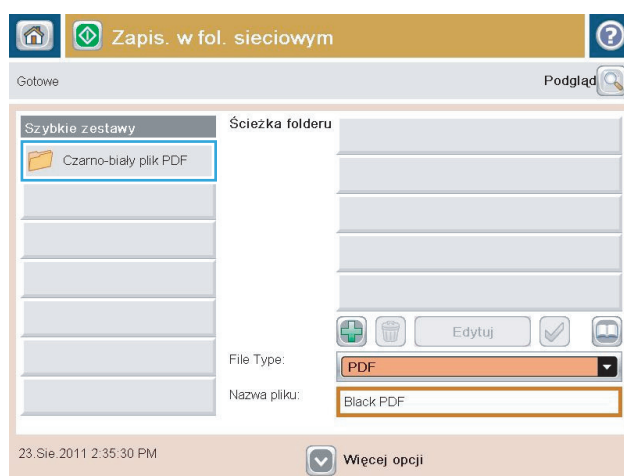 Zapis. w fol. sieciowym
Gotowe
Podgląd
Szybkie zestawy
Czarno-biały plik PDF
Ścieżka folderu
Edytuj
File Type:
PDF
Nazwa pliku:
Black PDF
23.Sie.2011 2:35:30 PM
Więcej opcji